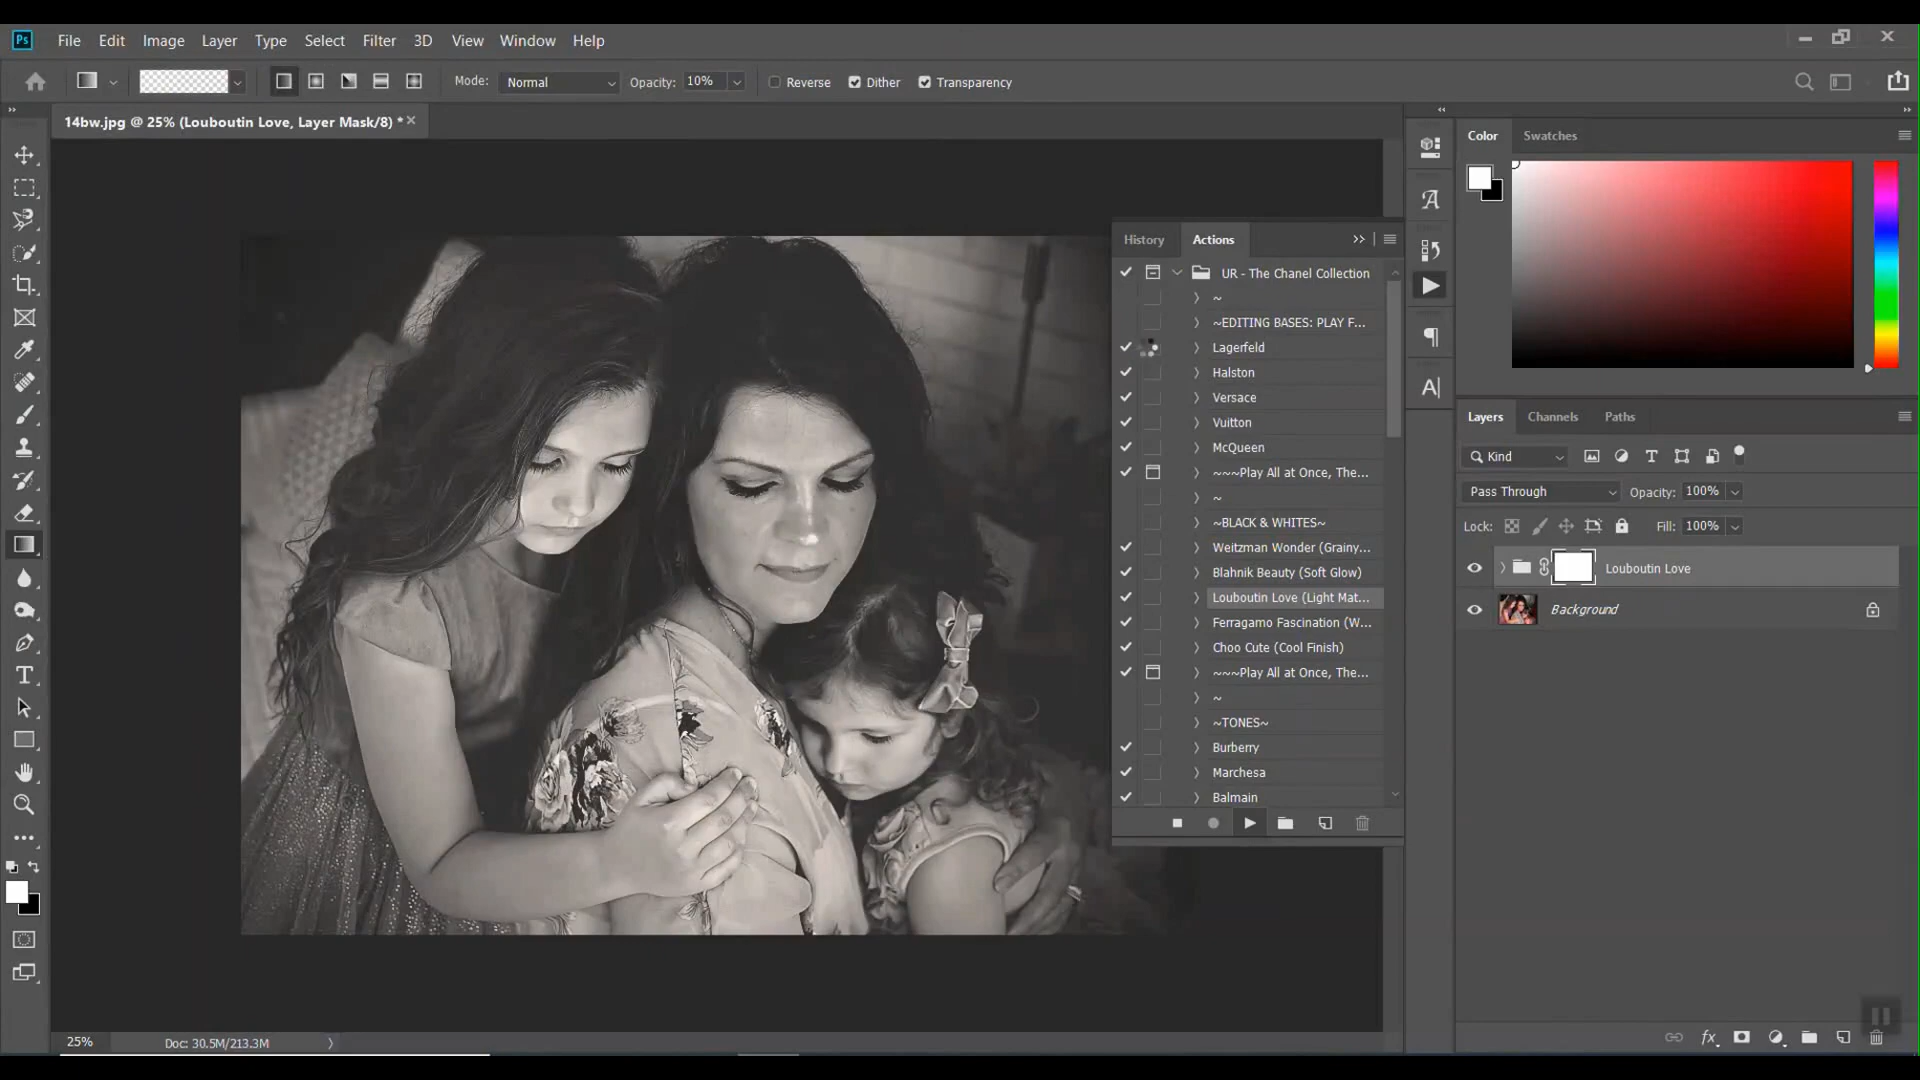 Ps File Edit Image Layer Type Select Filter 3D View Window Help
Mode: Normal Opacity: 10% Reverse Dither Transparency
14bw.jpg @ 25% (Louboutin Love, Layer Mask/8) *
Color Swatches
History Actions
UR - The Chanel Collection
~
~EDITING BASES: PLAY F...
Lagerfeld
Halston
Versace
Vuitton
McQueen
~~~Play All at Once, The...
~
~BLACK & WHITES~
Weitzman Wonder (Grainy...
Blahnik Beauty (Soft Glow)
Louboutin Love (Light Mat...
Ferragamo Fascination (W...
Choo Cute (Cool Finish)
~~~Play All at Once, The...
~
~TONES~
Burberry
Marchesa
Balmain
Layers Channels Paths
Kind
Pass Through Opacity: 100%
Lock: Fill: 100%
Louboutin Love
Background
25% Doc: 30.5M/213.3M